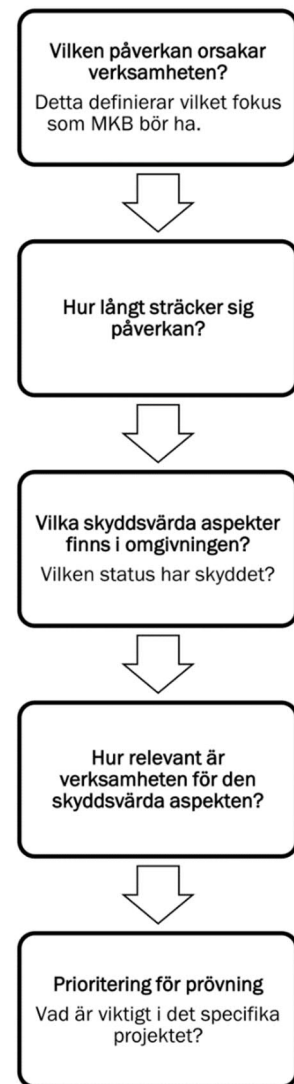 Vilken påverkan orsakar
verksamheten?
Detta definierar vilket fokus
som MKB bör ha.
Hur långt sträcker sig
påverkan?
Vilka skyddsvärda aspekter
finns i omgivningen?
Vilken status har skyddet?
Hur relevant är
verksamheten för den
skyddsvärda aspekten?
Prioritering för prövning
Vad är viktigt i det specifika
projektet?